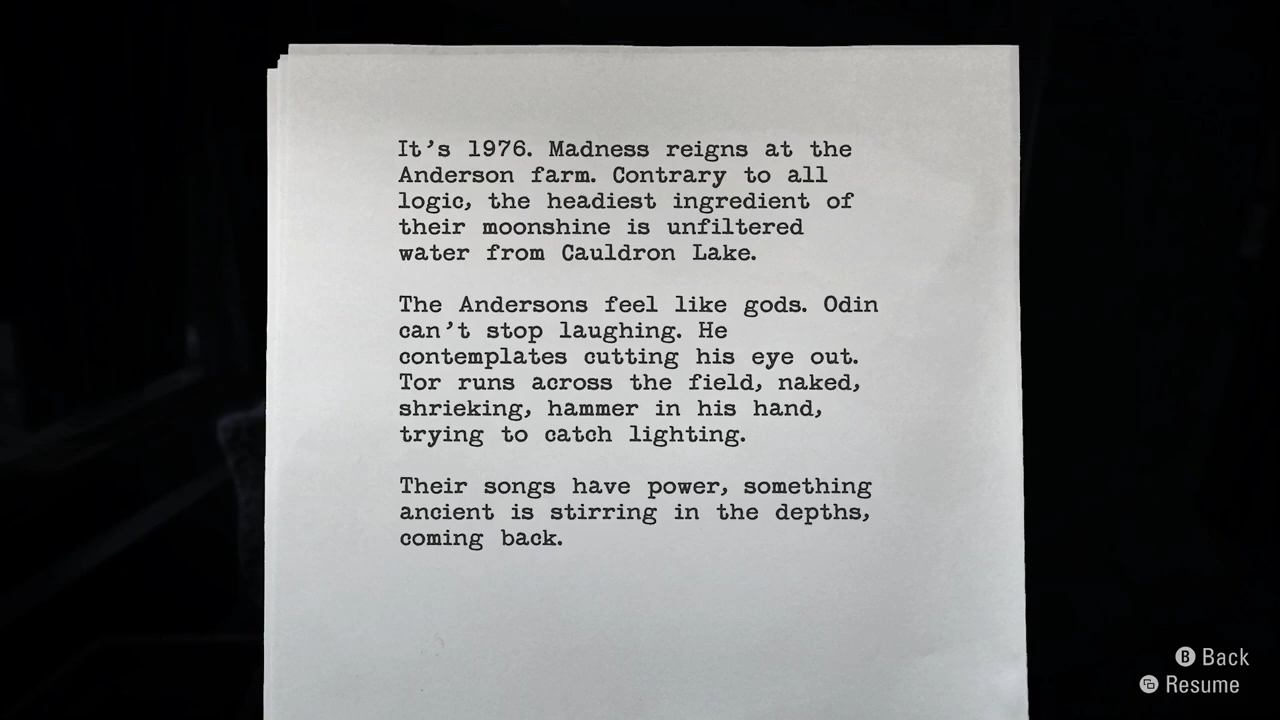 It's 1976. Madness reigns at the
Anderson farm. Contrary to all
logic, the headiest ingredient of
their moonshine is unfiltered
water from Cauldron Lake.
The Andersons feel like gods. Odin
can't stop laughing. He
contemplates cutting his eye out.
Tor runs across the field, naked,
shrieking, hammer in his hand,
trying to catch lighting.
Their songs have power, something
ancient is stirring in the depths,
coming back.
B Back
Resume